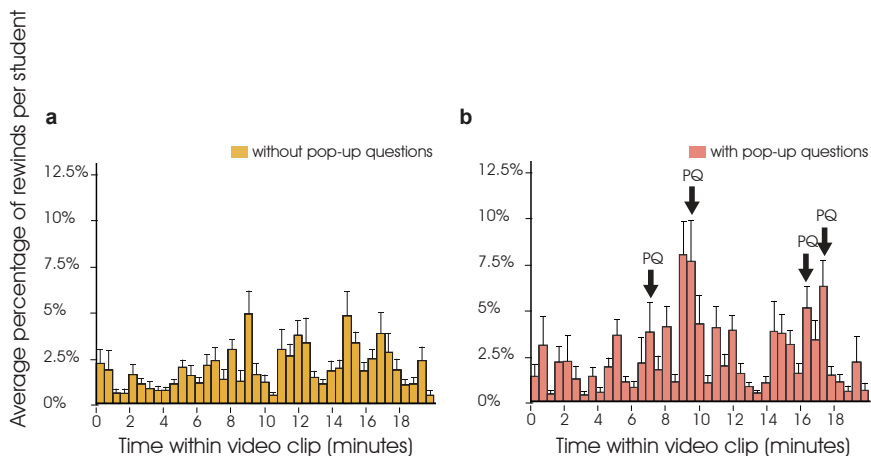 Average percentage of rewinds per student
a
without pop-up questions
12.5%
10%
7.5%
5%
2.5%
0%
0 2 4 6 8 10 12 14 16 18
Time within video clip (minutes)
b
with pop-up questions
12.5%
10%
7.5%
5%
2.5%
0%
PQ
PQ
PQ
PQ
0 2 4 6 8 10 12 14 16 18
Time within video clip (minutes)